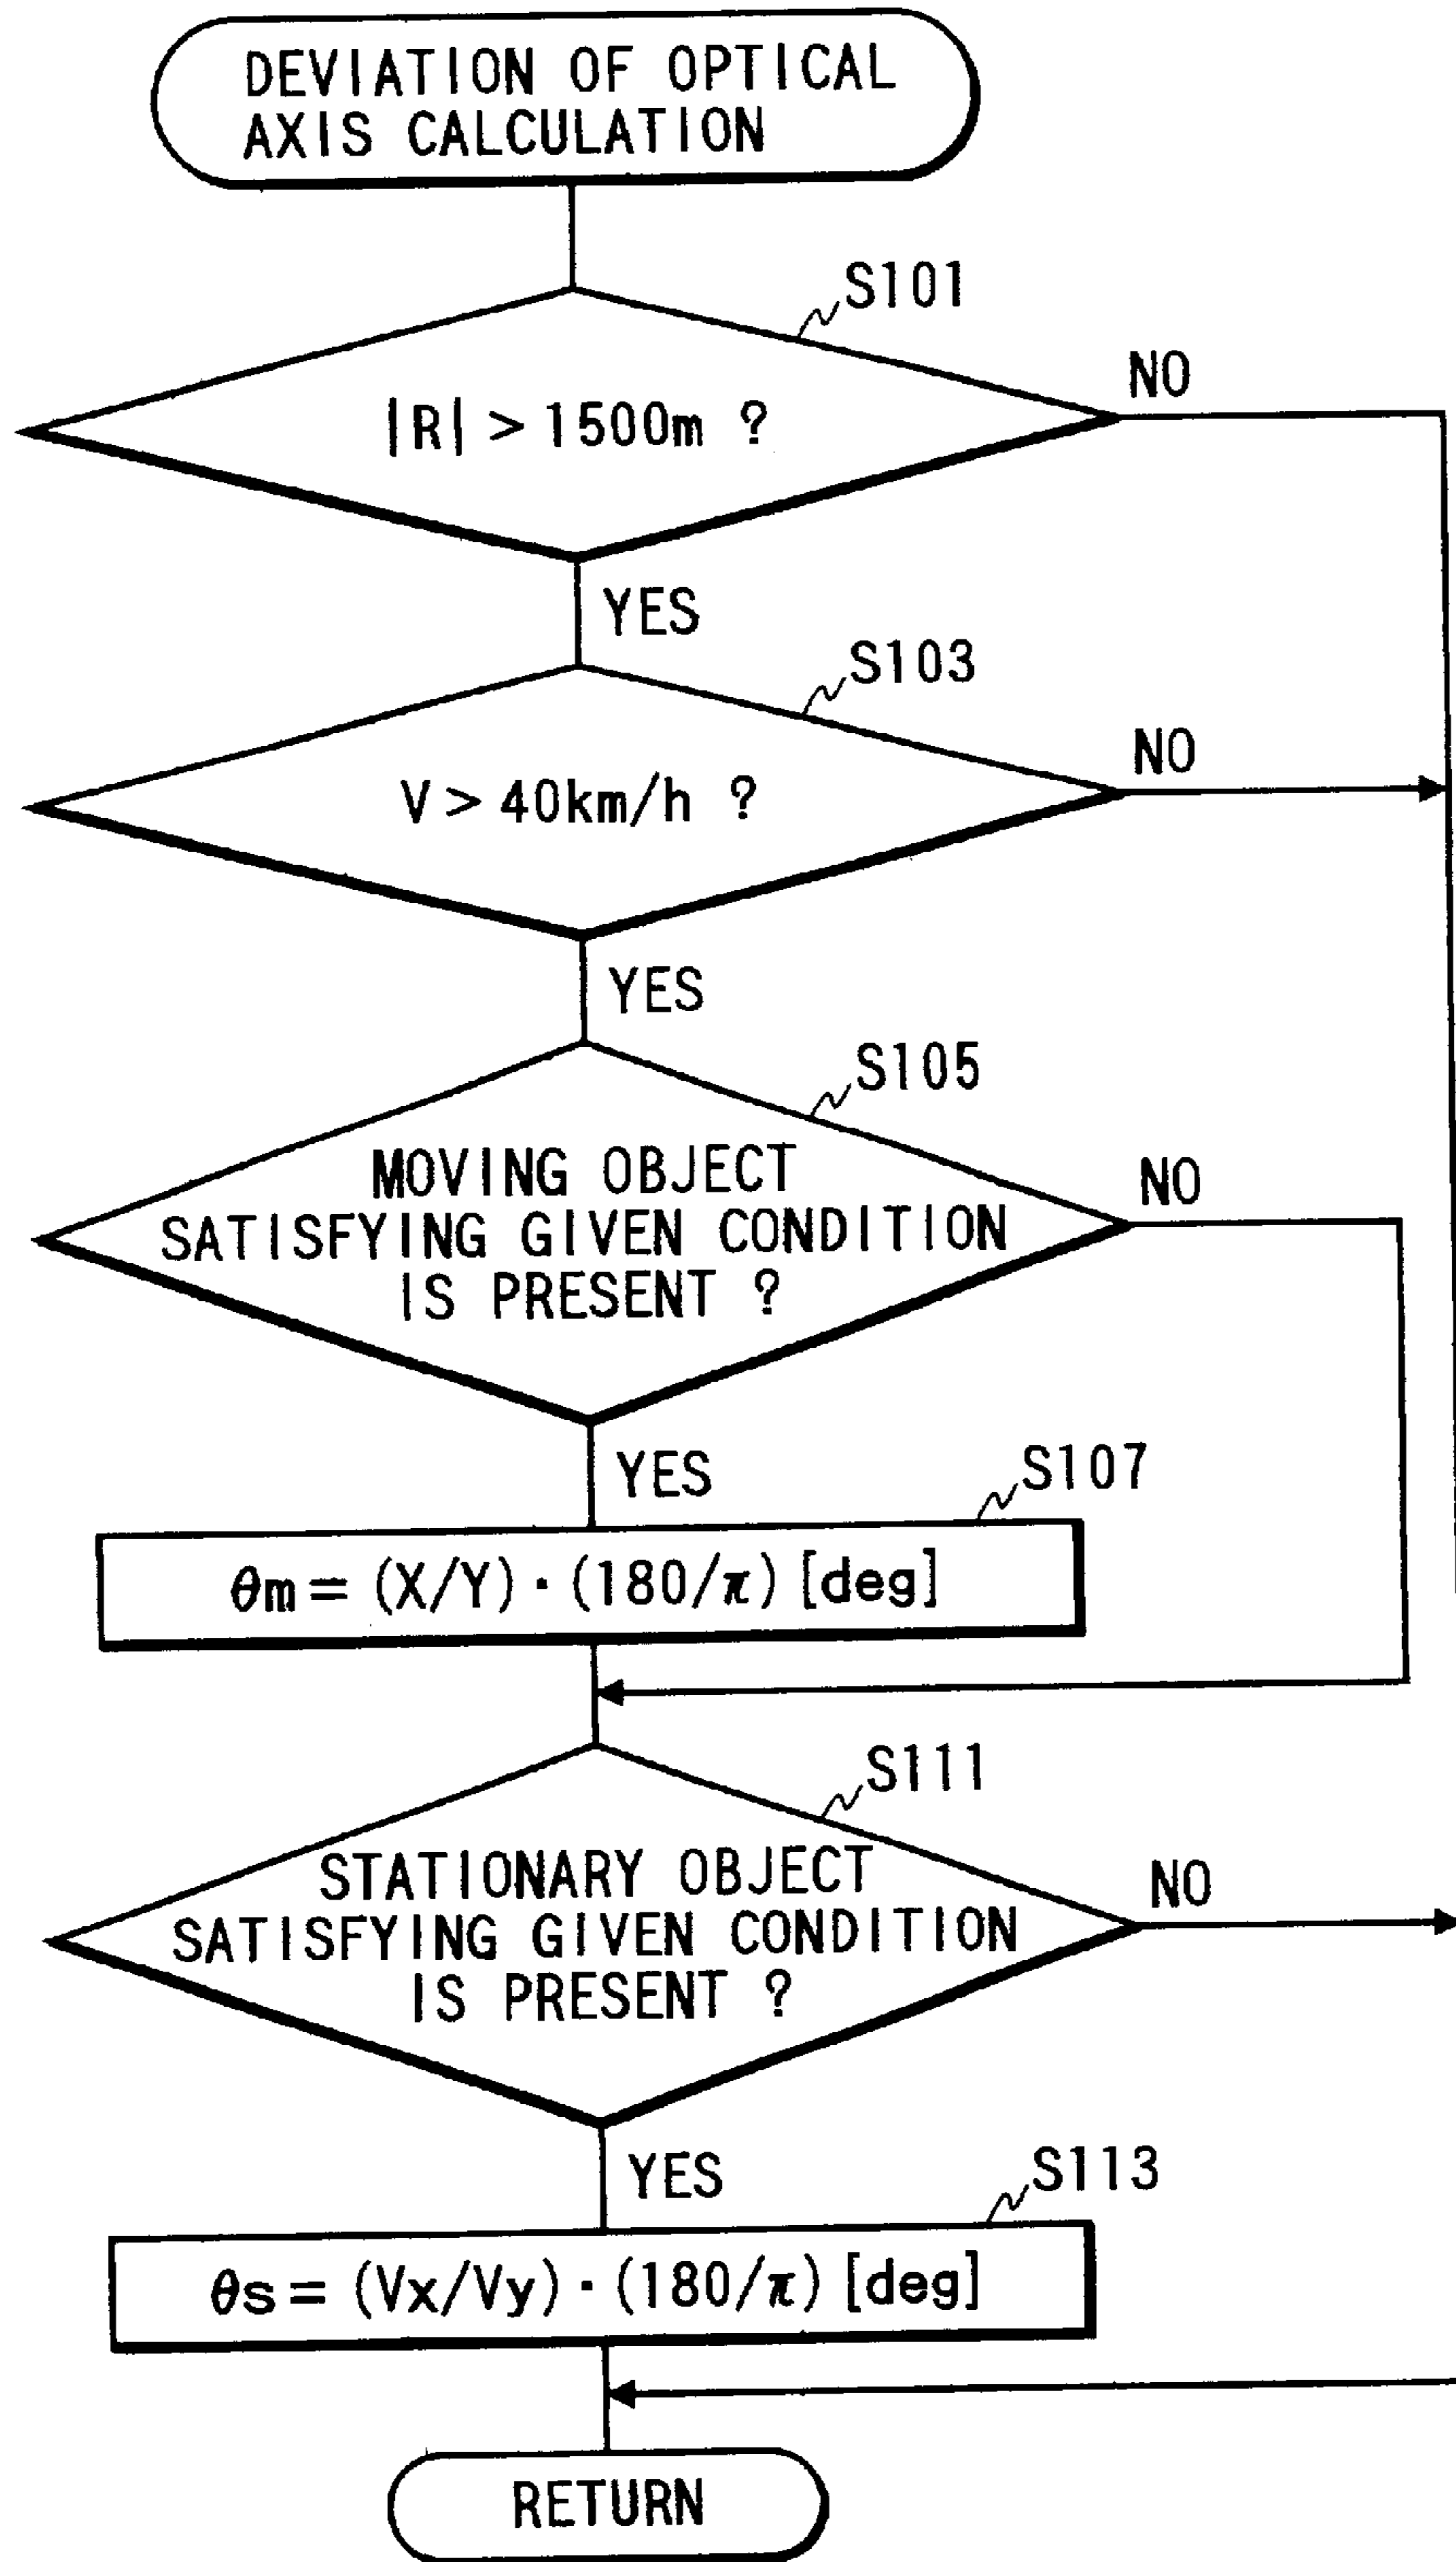 DEVIATION OF OPTICAL
AXIS CALCULATION
S101
|R| > 1500m ?
NO
YES
S103
V > 40km/h ?
NO
YES
S105
MOVING OBJECT
SATISFYING GIVEN CONDITION
IS PRESENT ?
NO
YES
S107
θm = (X/Y) · (180/π) [deg]
S111
STATIONARY OBJECT
SATISFYING GIVEN CONDITION
IS PRESENT ?
NO
YES
S113
θs = (Vx/Vy) · (180/π) [deg]
RETURN